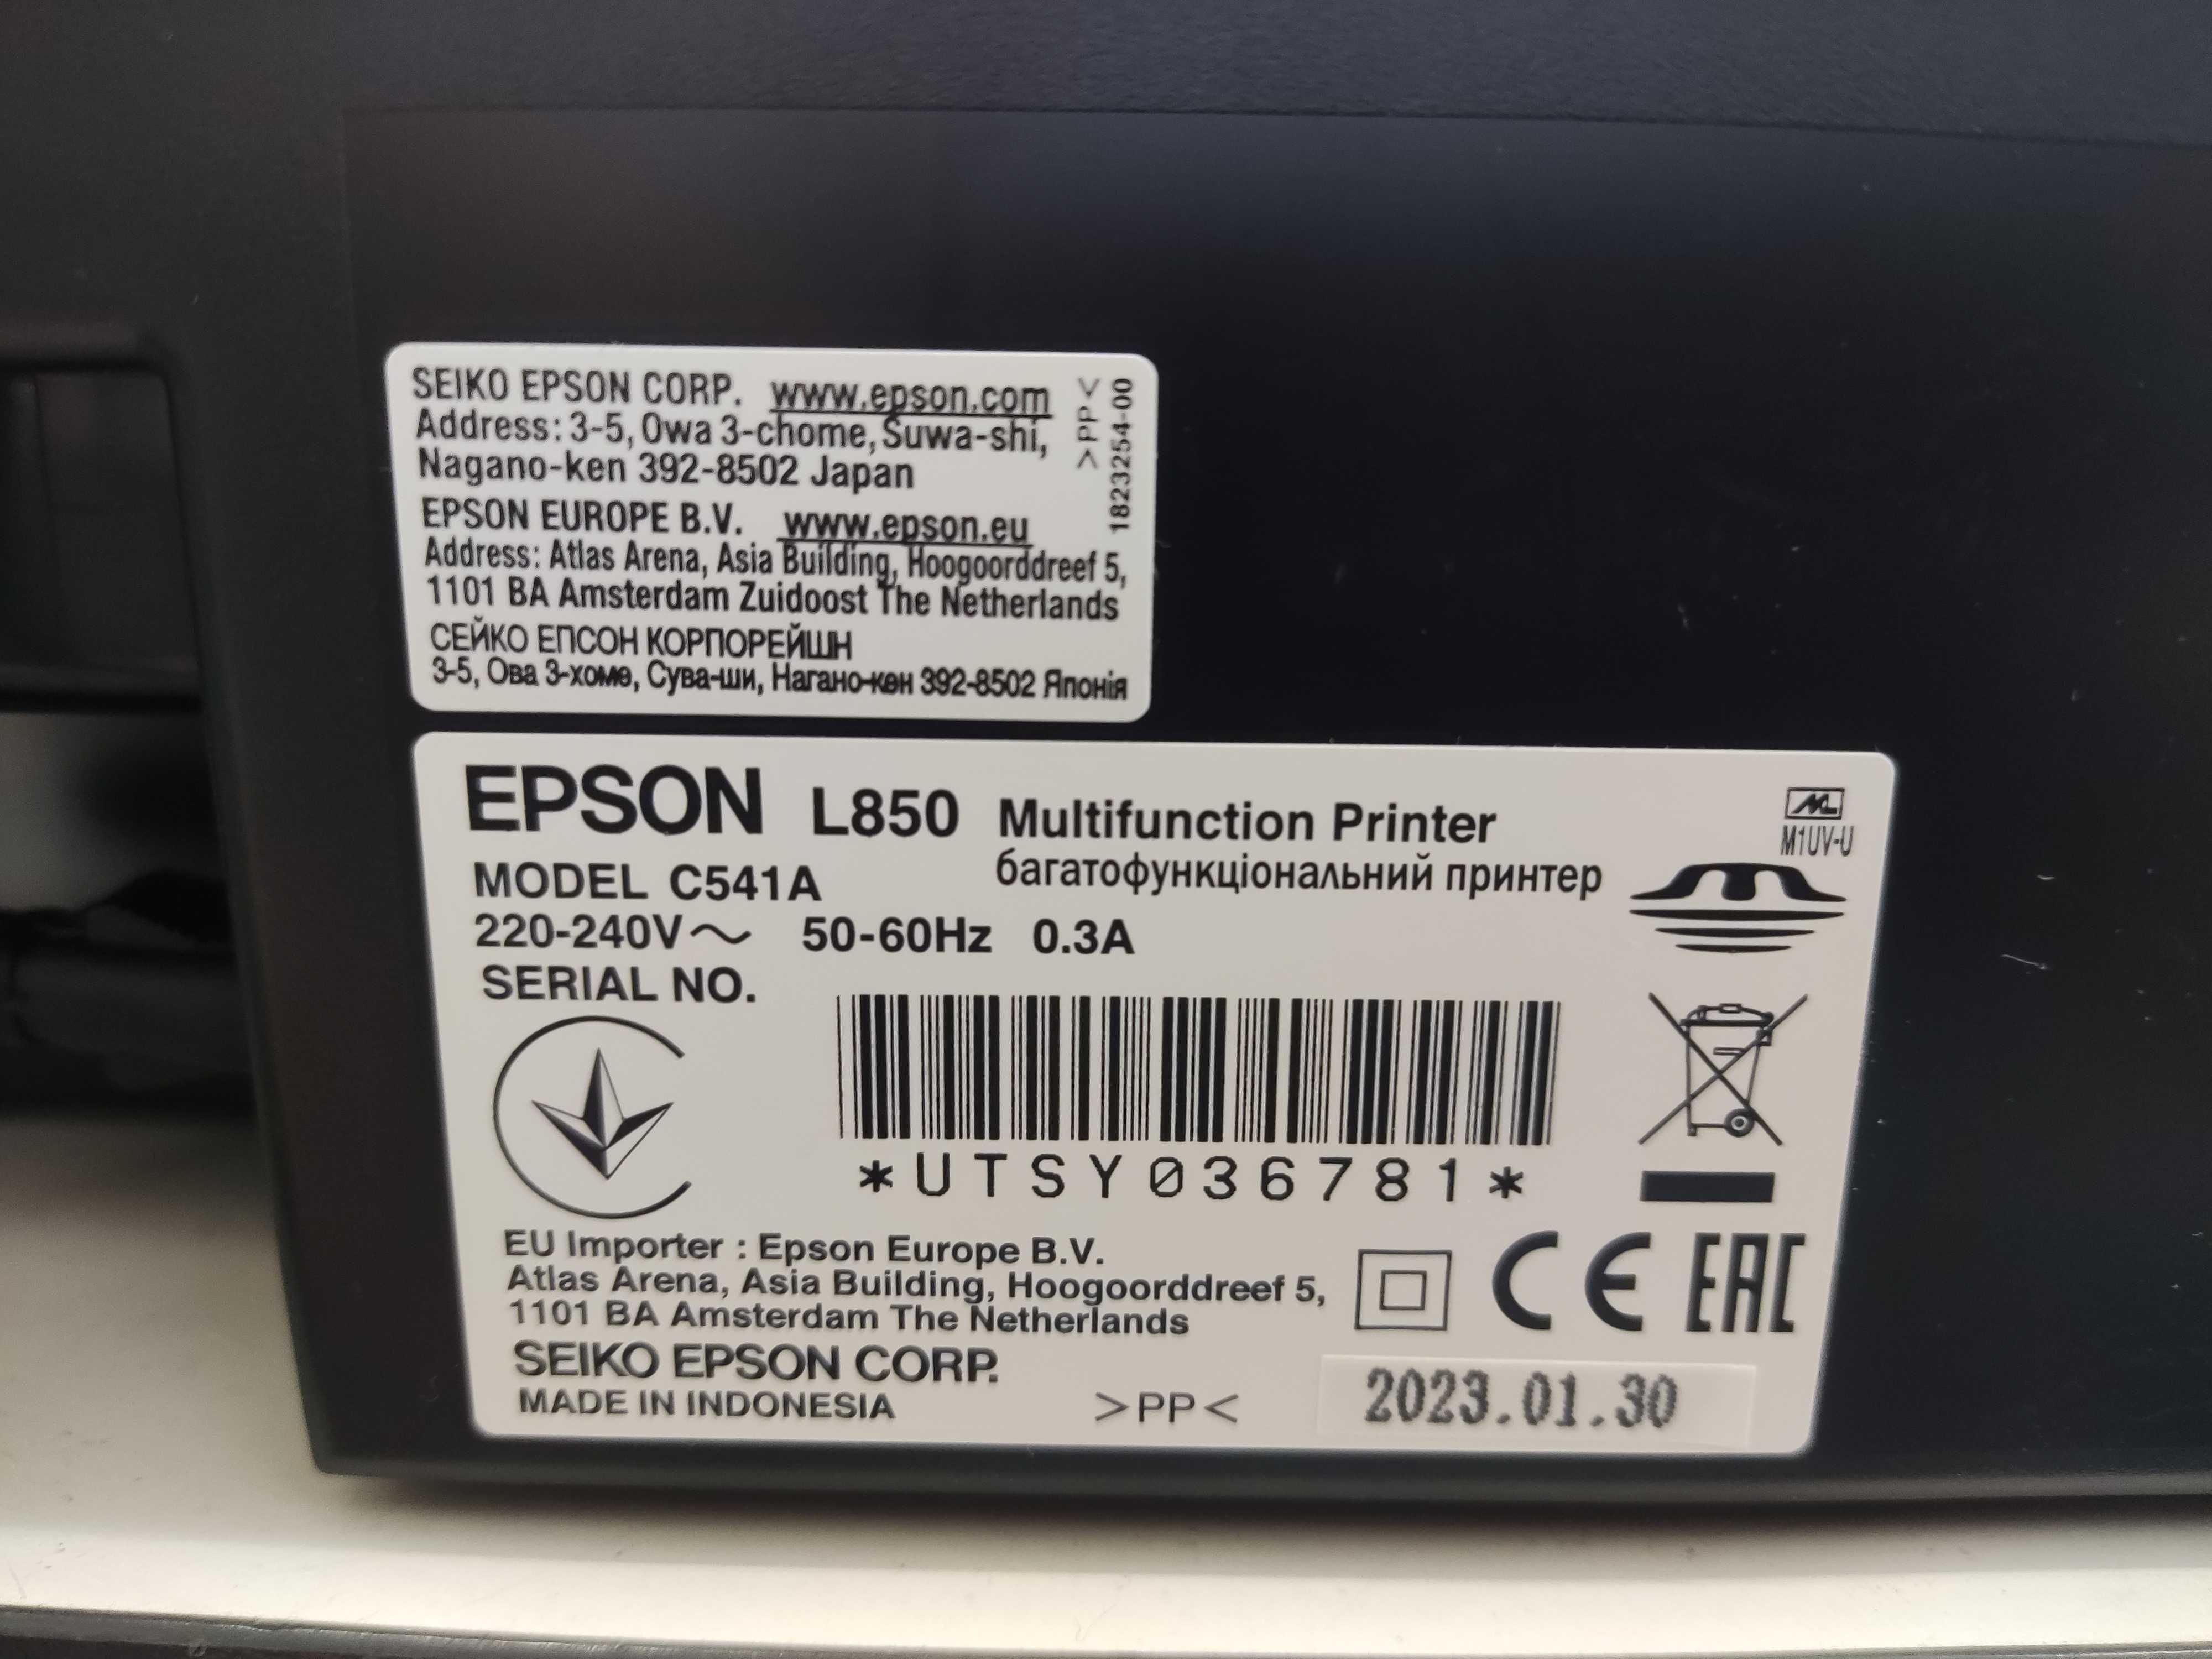 SEIKO EPSON CORP. www.epson.com
Address: 3-5, Owa 3-chome, Suwa-shi,
Nagano-ken 392-8502 Japan
EPSON EUROPE B.V. www.epson.eu
Address: Atlas Arena, Asia Building, Hoogoorddreef 5,
1101 BA Amsterdam Zuidoost The Netherlands
СЕЙКО ЕПСОН КОРПОРЕЙШН
3-5, Ова 3-хоме, Сува-ши, Нагано-кен 392-8502 Японія
>PP<
1823254-00
EPSON L850 Multifunction Printer
багатофункціональний принтер
M1UV-U
MODEL C541A
220-240V~ 50-60Hz 0.3A
SERIAL NO.
*UTSY036781*
EU Importer : Epson Europe B.V.
Atlas Arena, Asia Building, Hoogoorddreef 5,
1101 BA Amsterdam The Netherlands
CE EAC
SEIKO EPSON CORP.
MADE IN INDONESIA
>PP<
2023.01.30